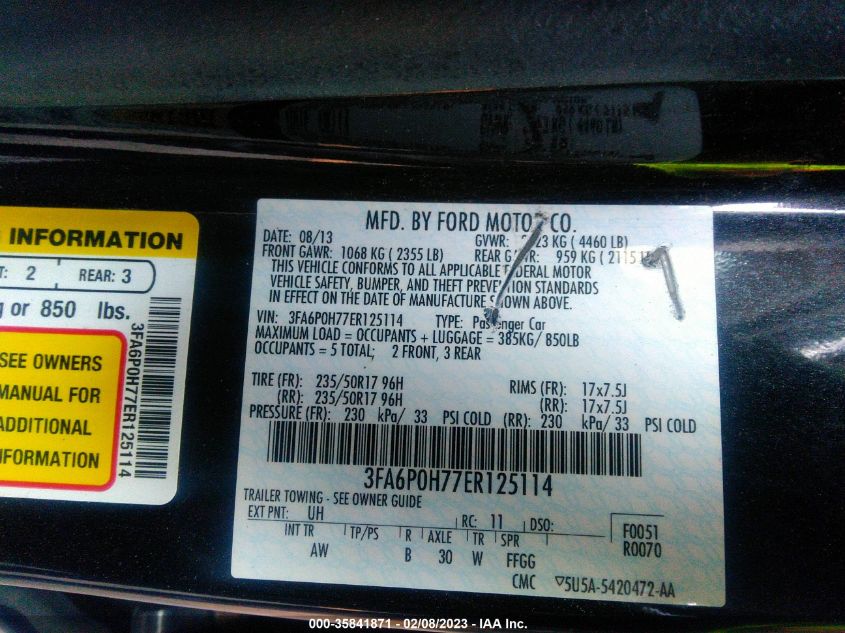 MFD. BY FORD MOTOR CO.
DATE: 08/13
GVWR: 23 KG ( 4460 LB)
FRONT GAWR: 1068 KG ( 2355 LB)
REAR 959 KG ( 2115
THIS VEHICLE CONFORMS TO ALL APPLICABLE FEDERAL MOTOR
VEHICLE SAFETY, BUMPER, AND THEFT PREVENTION STANDARDS
IN EFFECT ON THE DATE OF MANUFACTURE SHOWN ABOVE.
VIN: 3FA6P0H77ER125114 TYPE: Passenger Car
MAXIMUM LOAD = OCCUPANTS + LUGGAGE = 385KG/ 850LB
OCCUPANTS = 5 TOTAL; 2 FRONT, 3 REAR
TIRE (FR): 235/50R17 96H RIMS (FR): 17x7.5J
(RR): 235/50R17 96H (RR): 17x7.5J
PRESSURE (FR): 230 kPa/ 33 PSI COLD (RR): 230 kPa/33 PSI COLD
3FA6P0H77ER125114
TRAILER TOWING - SEE OWNER GUIDE
EXT PNT: UH RC: 11 DSO:
F0051
R0070
INT TR TP/PS R AXLE TR SPR
AW B 30 W FFGG
CMC ▽5U5A-5420472-AA
INFORMATION
T: 2 REAR: 3
g or 850 lbs.
SEE OWNERS
MANUAL FOR
ADDITIONAL
INFORMATION
3FA6P0H77ER125114
000-35841871 - 02/08/2023 - IAA Inc.